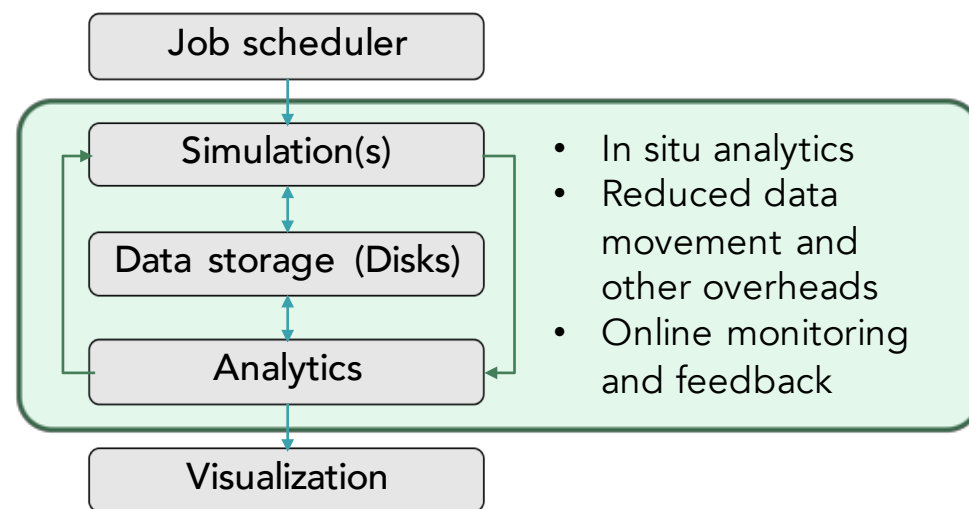 Job scheduler
Simulation(s)
Data storage (Disks)
Analytics
Visualization
• In situ analytics
• Reduced data
movement and
other overheads
• Online monitoring
and feedback